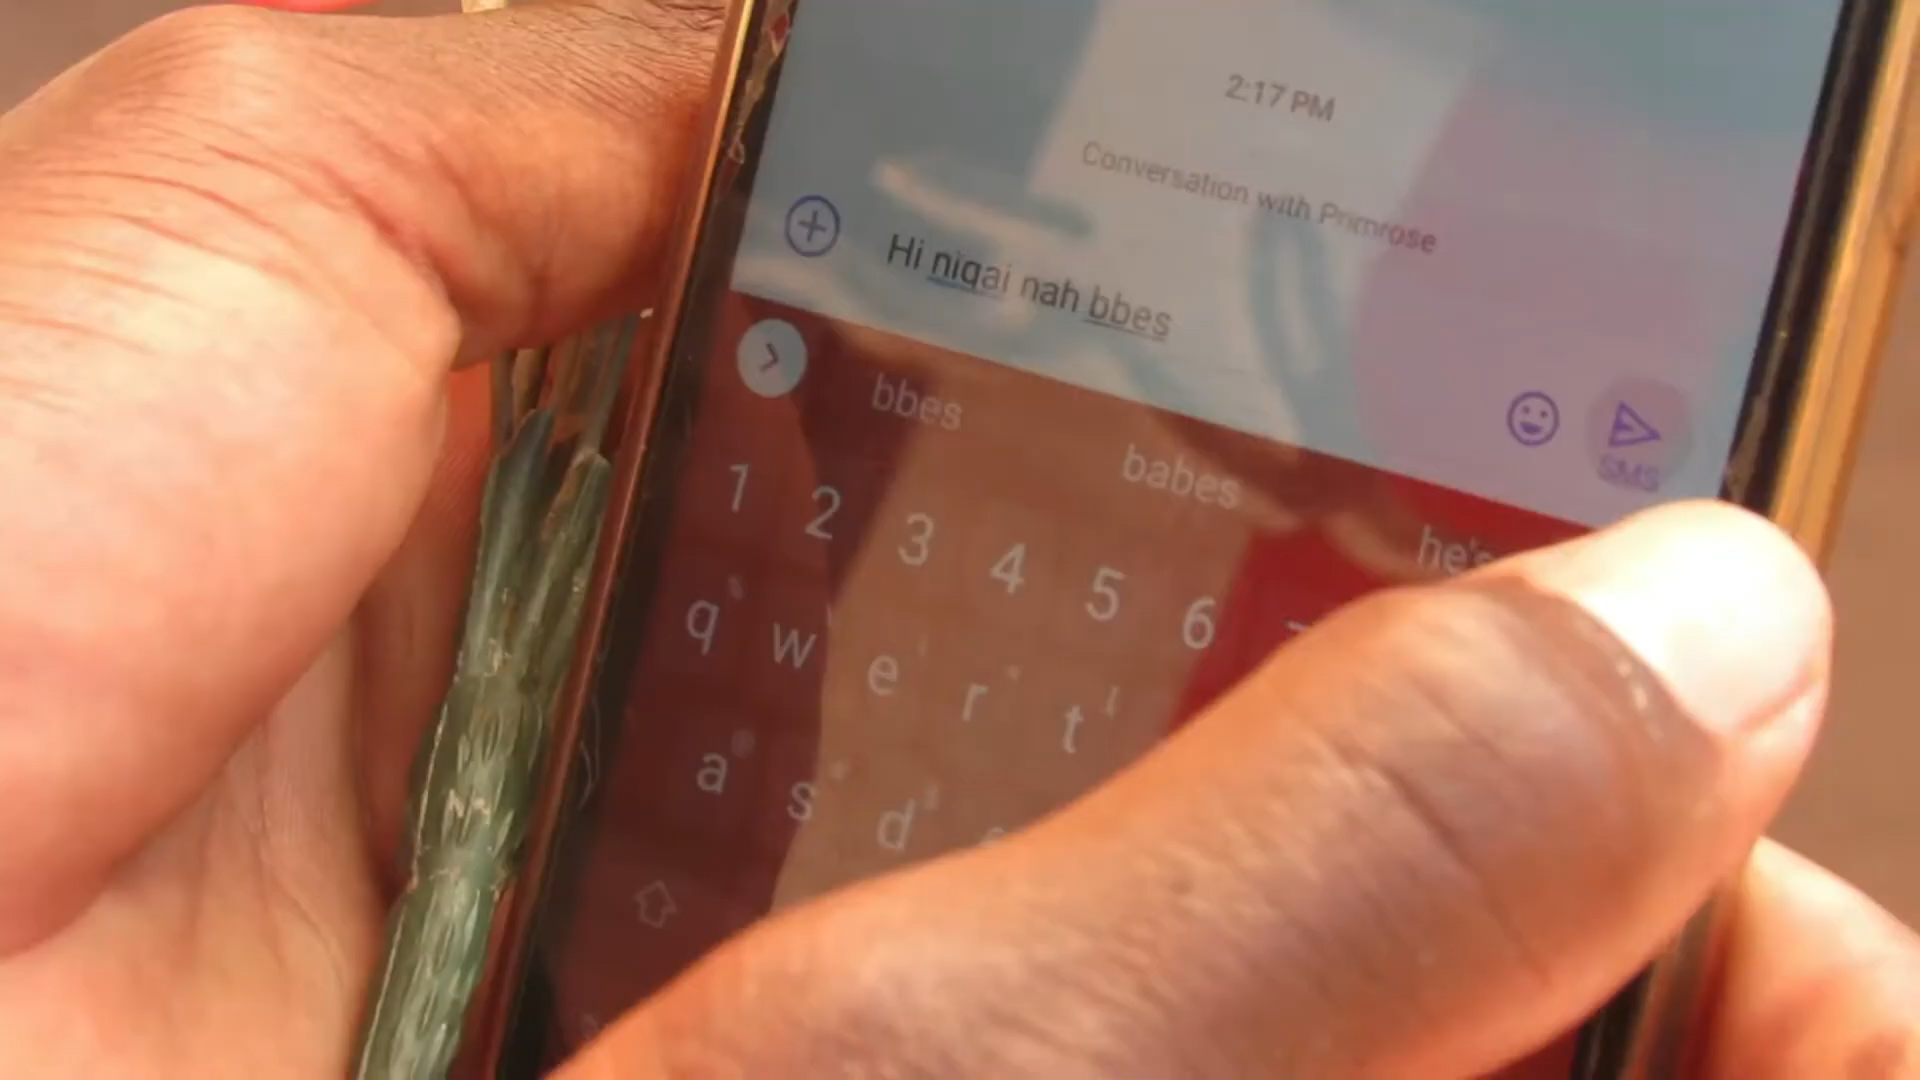 2:17 PM
Conversation with Primrose
Hi niqai nah bbes
SMS
bbes babes he's
1 2 3 4 5 6
q w e r t
a s d